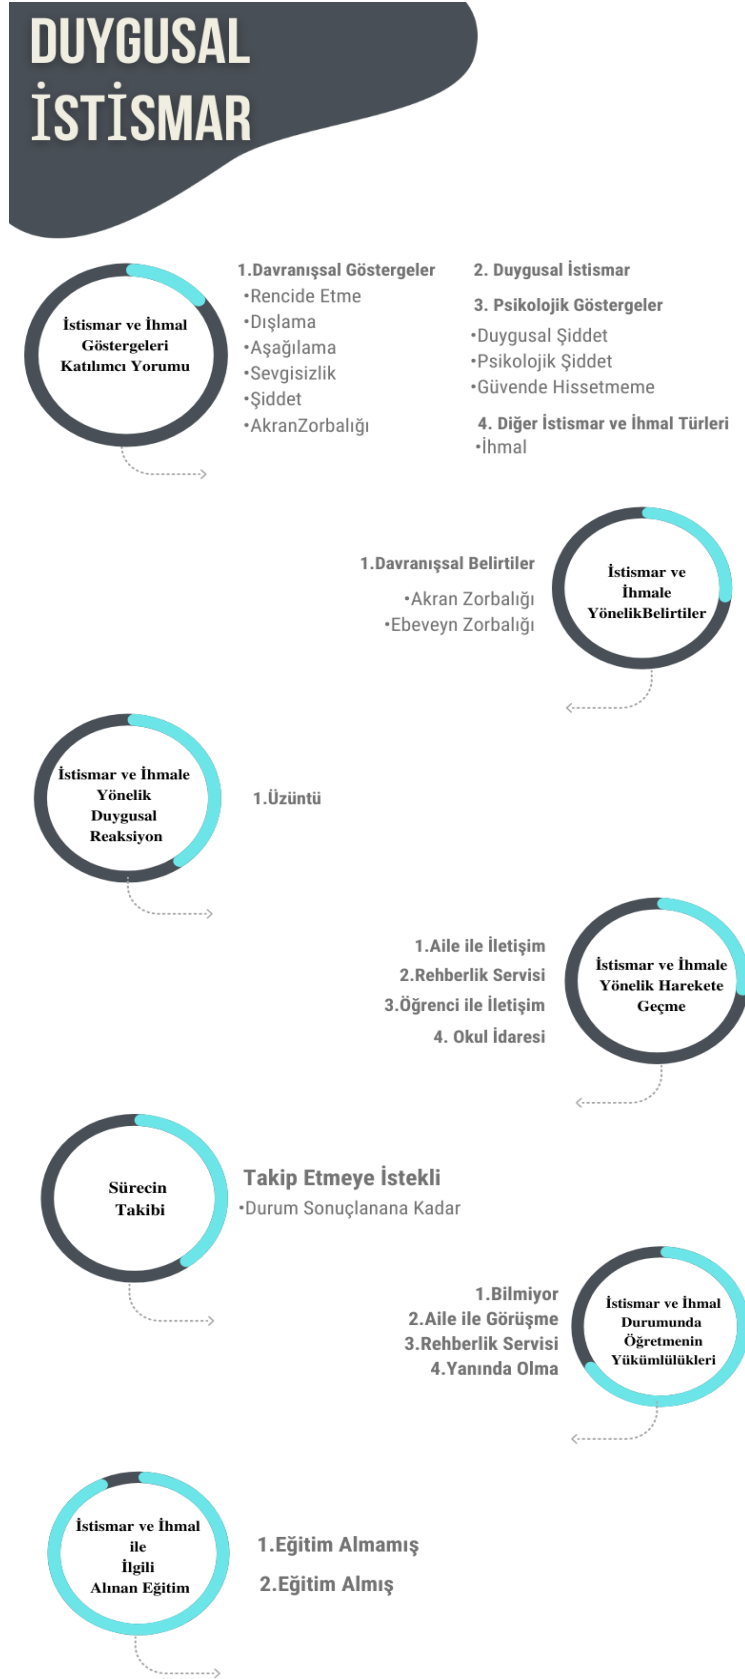 DUYGUSAL
İSTİSMAR
İstismar ve İhmal
Göstergeleri
Katılımcı Yorumu
1.Davranışsal Göstergeler
•Rencide Etme
•Dışlama
•Aşağılama
•Sevgisizlik
•Şiddet
•AkranZorbalığı
2. Duygusal İstismar
3. Psikolojik Göstergeler
•Duygusal Şiddet
•Psikolojik Şiddet
•Güvende Hissetmeme
4. Diğer İstismar ve İhmal Türleri
•İhmal
1.Davranışsal Belirtiler
•Akran Zorbalığı
•Ebeveyn Zorbalığı
İstismar ve
İhmale
YönelikBelirtiler
İstismar ve İhmale
Yönelik
Duygusal
Reaksiyon
1.Üzüntü
1.Aile ile İletişim
2.Rehberlik Servisi
3.Öğrenci ile İletişim
4. Okul İdaresi
İstismar ve İhmale
Yönelik Harekete
Geçme
Sürecin
Takibi
Takip Etmeye İstekli
•Durum Sonuçlanana Kadar
1.Bilmiyor
2.Aile ile Görüşme
3.Rehberlik Servisi
4.Yanında Olma
İstismar ve İhmal
Durumunda
Öğretmenin
Yükümlülükleri
İstismar ve İhmal
ile
İlgili
Alınan Eğitim
1.Eğitim Almamış
2.Eğitim Almış